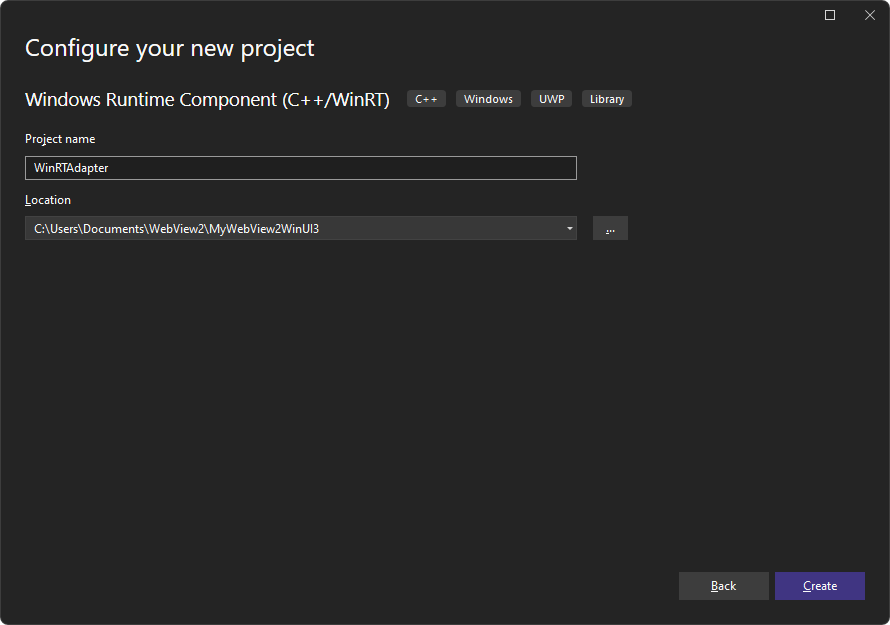 Configure your new project
Windows Runtime Component (C++/WinRT) C++ Windows UWP Library
Project name
WinRTAdapter
Location
C:\Users\Documents\WebView2\MyWebView2WinUI3 ...
Back Create